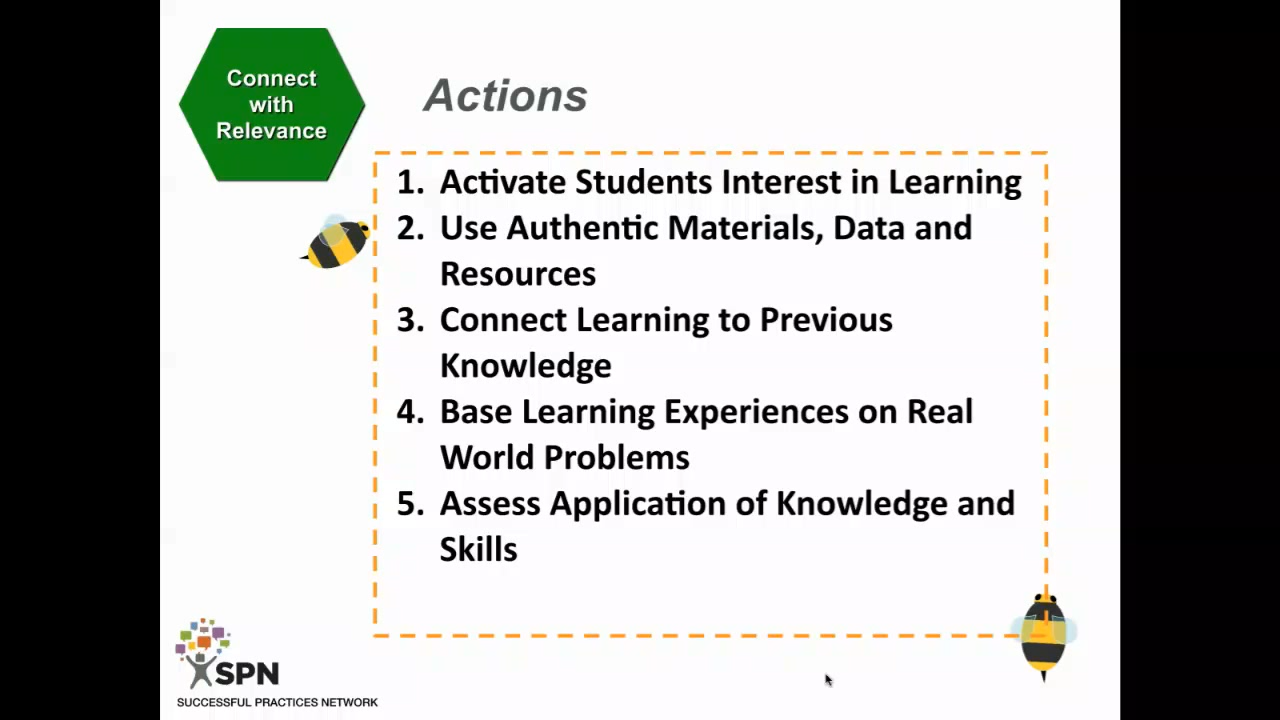 Connect
with
Relevance
Actions
1. Activate Students Interest in Learning
2. Use Authentic Materials, Data and
Resources
3. Connect Learning to Previous
Knowledge
4. Base Learning Experiences on Real
World Problems
5. Assess Application of Knowledge and
Skills
SPN
SUCCESSFUL PRACTICES NETWORK